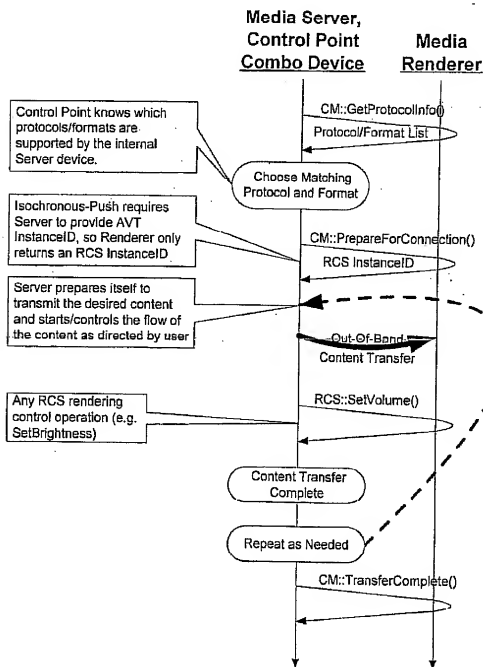 Media Server,
Control Point
Combo Device
Media
Renderer
Control Point knows which
protocols/formats are
supported by the internal
Server device.
CM::GetProtocolInfo()
Protocol/Format List
Choose Matching
Protocol and Format
Isochronous-Push requires
Server to provide AVT
InstanceID, so Renderer only
returns an RCS InstanceID
CM::PrepareForConnection()
RCS InstanceID
Server prepares itself to
transmit the desired content
and starts/controls the flow of
the content as directed by user
Out-Of-Band
Content Transfer
Any RCS rendering
control operation (e.g.
SetBrightness)
RCS::SetVolume()
Content Transfer
Complete
Repeat as Needed
CM::TransferComplete()